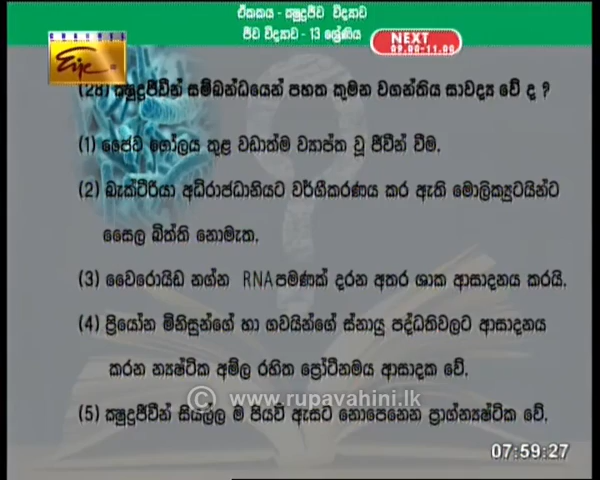 ඒකකය - ක්‍ෂුද්‍රජීව විද්‍යාව
ජීව විද්‍යාව - 13 ශ්‍රේණිය
NEXT
09.00-11.00
(28) ක්‍ෂුද්‍රජීවීන් සම්බන්ධයෙන් පහත කුමන වගන්තිය සාවද්‍ය වේ ද ?
(1) ජෛව ගෝලය තුළ වඩාත්ම ව්‍යාප්ත වූ ජීවීන් වීම.
(2) බැක්ටීරියා අධිරාජධානියට වර්ගීකරණය කර ඇති මොලික්‍යුටයින්ට
සෛල බිත්ති නොමැත.
(3) වෛරොයිඩ නග්න RNA පමණක් දරන අතර ශාක ආසාදනය කරයි.
(4) ප්‍රියෝන මිනිසුන්ගේ හා ගවයින්ගේ ස්නායු පද්ධතිවලට ආසාදනය
කරන න්‍යෂ්ටික අම්ල රහිත ප්‍රෝටීනමය ආසාදක වේ.
© www.rupavahini.lk
(5) ක්‍ෂුද්‍රජීවීන් සියල්ල ම පියවි ඇසට නොපෙනෙන ප්‍රාග්න්‍යෂ්ටික වේ.
07:59:27